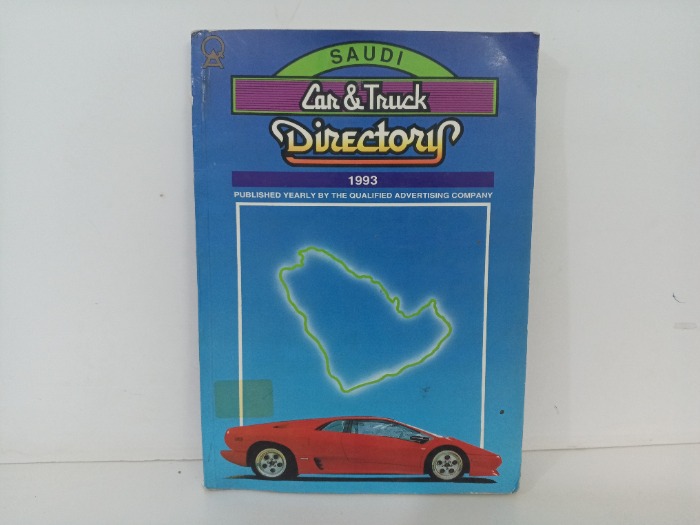 SAUDI
Car & Truck
Directory
1993
PUBLISHED YEARLY BY THE QUALIFIED ADVERTISING COMPANY